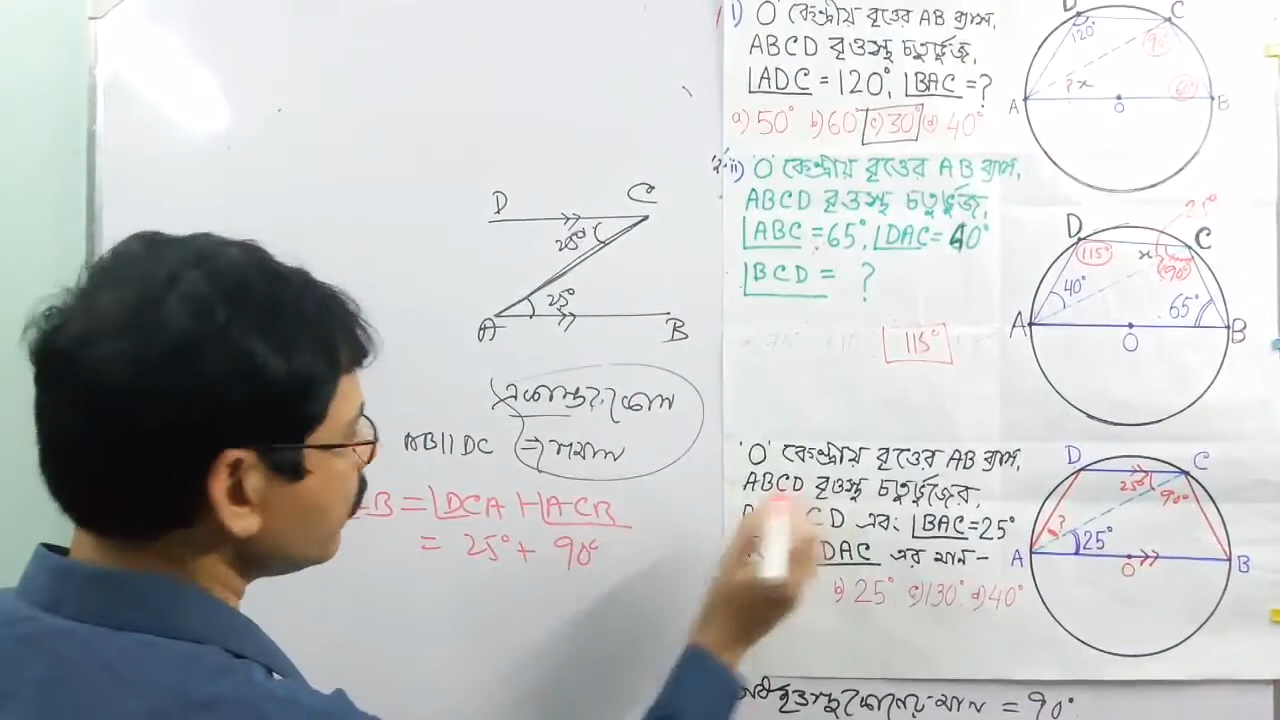 i) 'O' কেন্দ্রীয় বৃত্তের AB ব্যাস,
ABCD বৃত্তস্থ চতুর্ভুজ,
∠ADC = 120°, ∠BAC = ?
a) 50° b) 60° c) 30° d) 40°
D C
120° 90°
? x 60°
A O B
ii) 'O' কেন্দ্রীয় বৃত্তের AB ব্যাস,
ABCD বৃত্তস্থ চতুর্ভুজ,
∠ABC = 65°, ∠DAC = 40°
∠BCD = ?
115°
25°
D C
115° x 90°
40° 65°
A O B
'O' কেন্দ্রীয় বৃত্তের AB ব্যাস,
ABCD বৃত্তস্থ চতুর্ভুজের,
CD এবং ∠BAC = 25°
∠DAC এর মান –
b) 25° c) 130° d) 40°
D C
25° 90°
? 25°
A O B
অর্ধবৃত্তস্থ কোণের মান = 90°
D C
25°
25°
A B
একান্তর কোণ
AB || DC ⇒ সমান
B = ∠DCA + ∠ACB
= 25° + 90°